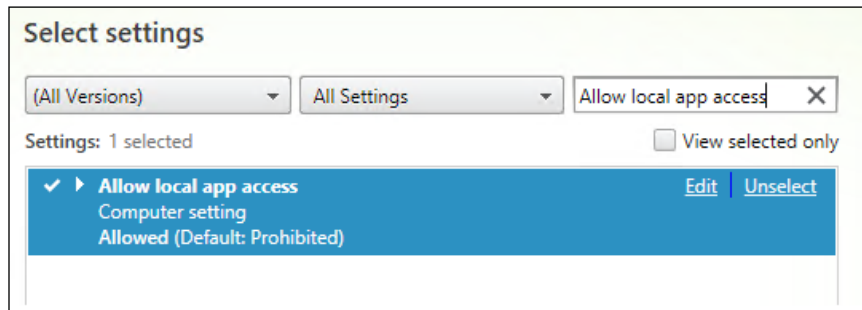 Select settings
(All Versions) All Settings Allow local app access
Settings: 1 selected View selected only
Allow local app access Edit Unselect
Computer setting
Allowed (Default: Prohibited)